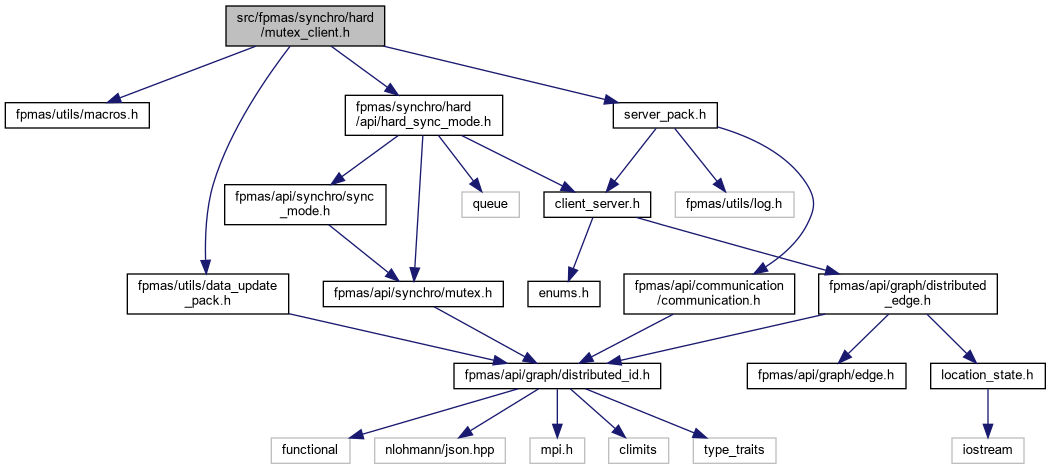 src/fpmas/synchro/hard
/mutex_client.h
fpmas/utils/macros.h
fpmas/synchro/hard
/api/hard_sync_mode.h
server_pack.h
fpmas/api/synchro/sync
_mode.h
queue
client_server.h
fpmas/utils/log.h
fpmas/utils/data_update
_pack.h
fpmas/api/synchro/mutex.h
enums.h
fpmas/api/communication
/communication.h
fpmas/api/graph/distributed
_edge.h
fpmas/api/graph/distributed_id.h
fpmas/api/graph/edge.h
location_state.h
functional
nlohmann/json.hpp
mpi.h
climits
type_traits
iostream